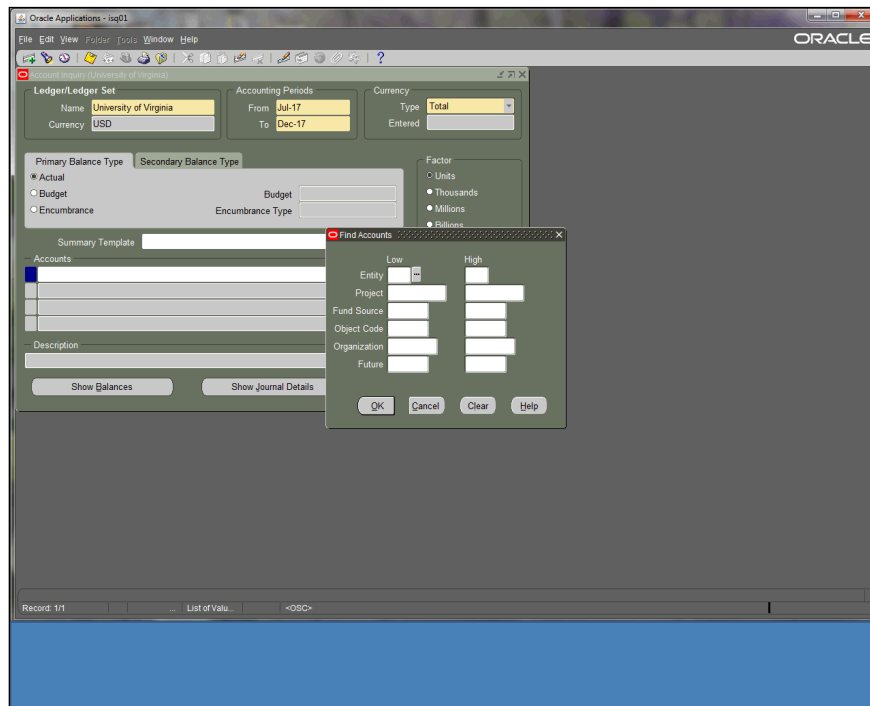 Oracle Applications - isq01
File Edit View Folder Tools Window Help
ORACLE
Account Inquiry (University of Virginia)
Ledger/Ledger Set
Name University of Virginia
Currency USD
Accounting Periods
From Jul-17
To Dec-17
Currency
Type Total
Entered
Primary Balance Type Secondary Balance Type
Actual
Budget Budget
Encumbrance Encumbrance Type
Factor
Units
Thousands
Millions
Billions
Summary Template
Accounts
Description
Show Balances Show Journal Details
Find Accounts
Low High
Entity ...
Project
Fund Source
Object Code
Organization
Future
OK Cancel Clear Help
Record: 1/1 ... List of Valu... <OSC>